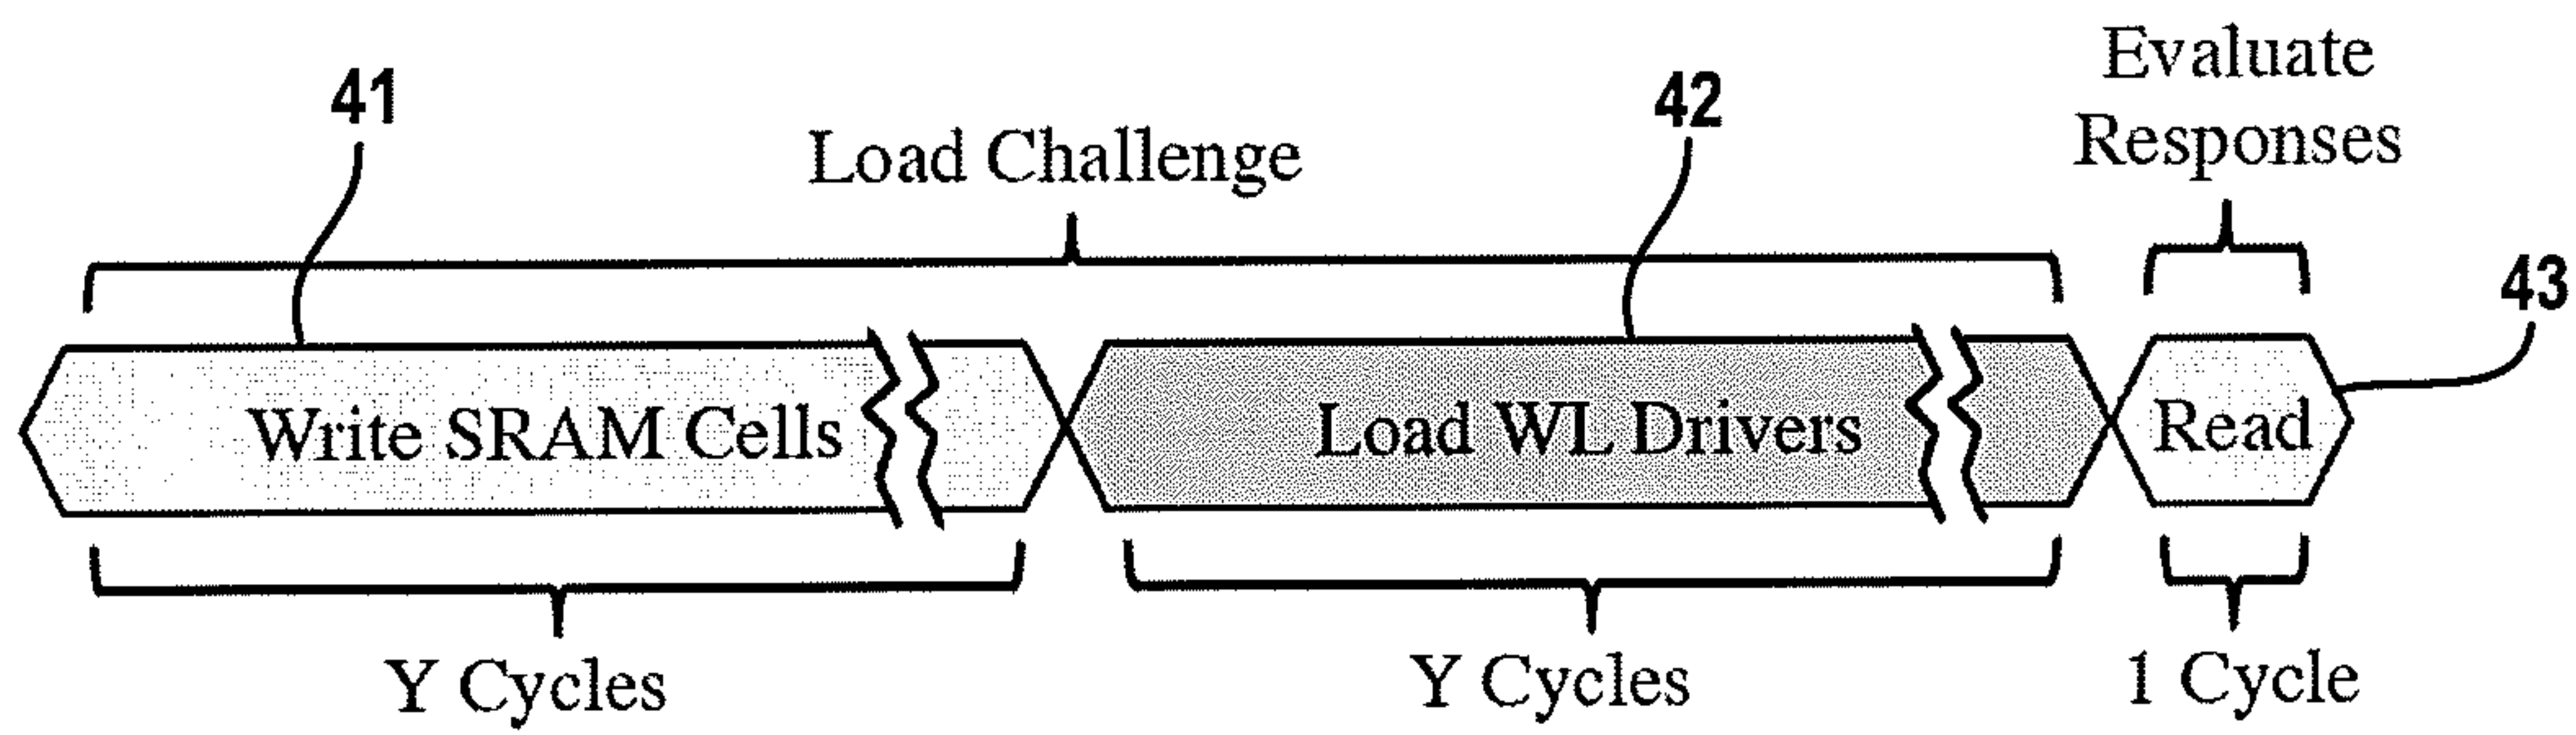 Evaluate
Responses
41
Load Challenge
42
43
Write SRAM Cells
Load WL Drivers
Read
Y Cycles
Y Cycles
1 Cycle